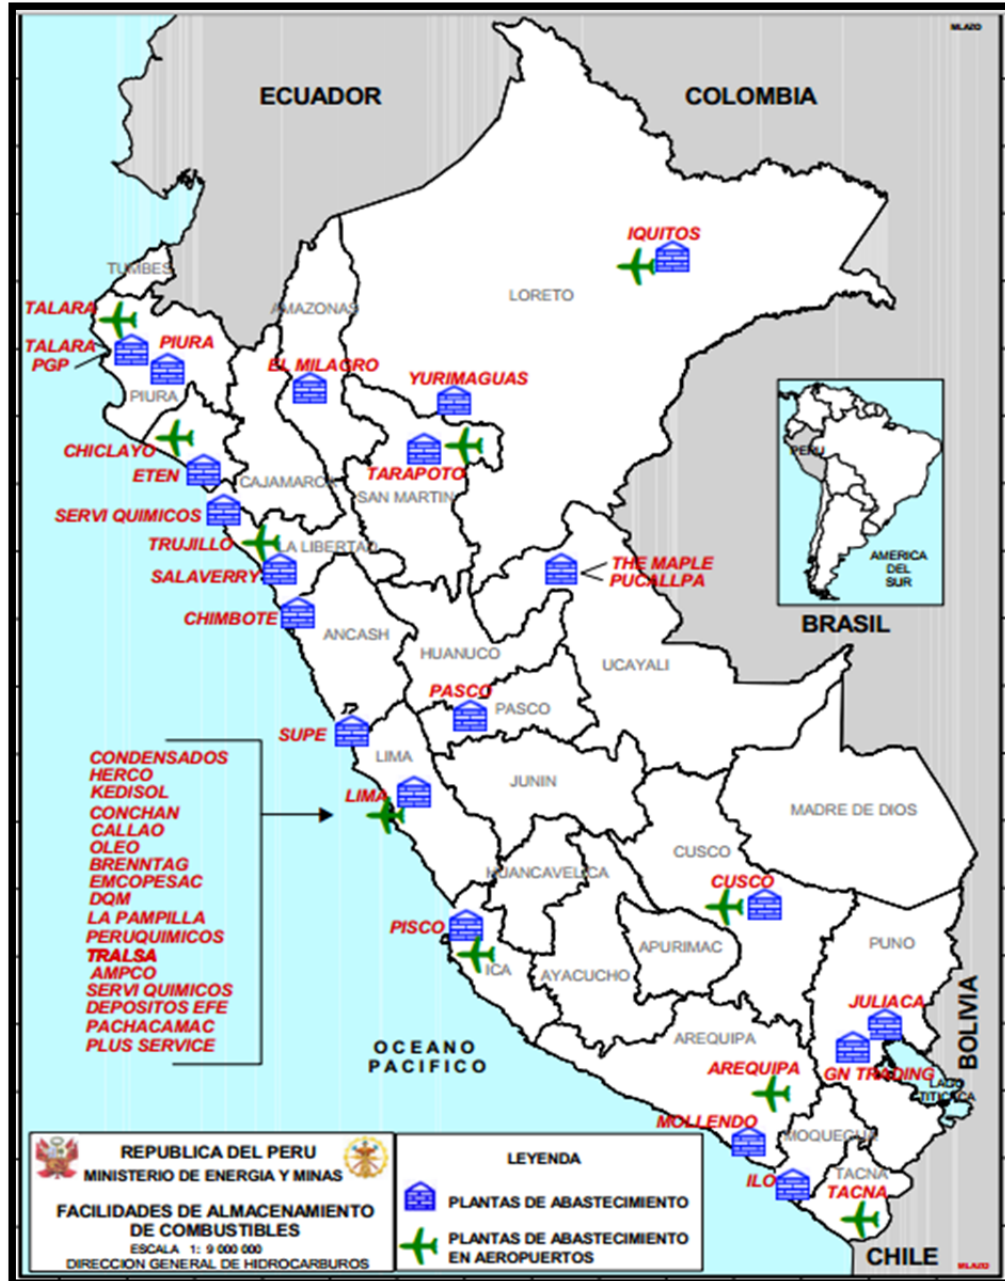 MLAZO
ECUADOR
COLOMBIA
IQUITOS
TUMBES
LORETO
AMAZONAS
TALARA
TALARA
PGP
PIURA
EL MILAGRO
YURIMAGUAS
PIURA
CHICLAYO
ETEN
TARAPOTO
CAJAMARCA
SAN MARTIN
PERU
AMERICA
DEL
SUR
SERVI QUIMICOS
TRUJILLO
LA LIBERTAD
SALAVERRY
THE MAPLE
PUCALLPA
CHIMBOTE
ANCASH
BRASIL
HUANUCO
UCAYALI
PASCO
PASCO
SUPE
LIMA
JUNIN
LIMA
MADRE DE DIOS
CONDENSADOS
HERCO
KEDISOL
CONCHAN
CALLAO
OLEO
BRENNTAG
EMCOPESAC
DQM
LA PAMPILLA
PERUQUIMICOS
TRALSA
AMPCO
SERVI QUIMICOS
DEPOSITOS EFE
PACHACAMAC
PLUS SERVICE
CUSCO
HUANCAVELICA
CUSCO
PISCO
APURIMAC
PUNO
ICA
AYACUCHO
BOLIVIA
JULIACA
AREQUIPA
OCEANO
PACIFICO
AREQUIPA
GN TRADING
LAGO
TITICACA
MOLLENDO
MOQUEGUA
ILO
TACNA
TACNA
CHILE
REPUBLICA DEL PERU
MINISTERIO DE ENERGIA Y MINAS
FACILIDADES DE ALMACENAMIENTO
DE COMBUSTIBLES
ESCALA 1: 9 000 000
DIRECCION GENERAL DE HIDROCARBUROS
LEYENDA
PLANTAS DE ABASTECIMIENTO
PLANTAS DE ABASTECIMIENTO
EN AEROPUERTOS
MLAZO